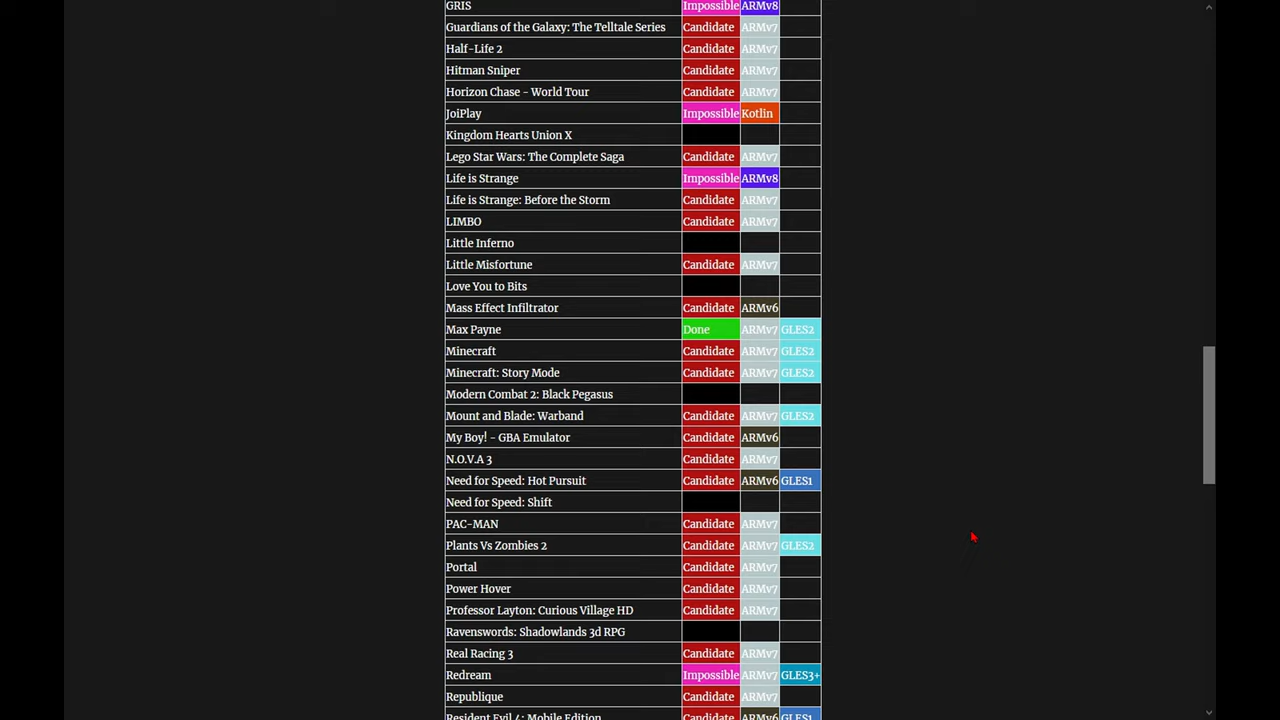 GRIS Impossible ARMv8
Guardians of the Galaxy: The Telltale Series Candidate ARMv7
Half-Life 2 Candidate ARMv7
Hitman Sniper Candidate ARMv7
Horizon Chase - World Tour Candidate ARMv7
JoiPlay Impossible Kotlin
Kingdom Hearts Union X
Lego Star Wars: The Complete Saga Candidate ARMv7
Life is Strange Impossible ARMv8
Life is Strange: Before the Storm Candidate ARMv7
LIMBO Candidate ARMv7
Little Inferno
Little Misfortune Candidate ARMv7
Love You to Bits
Mass Effect Infiltrator Candidate ARMv6
Max Payne Done ARMv7 GLES2
Minecraft Candidate ARMv7 GLES2
Minecraft: Story Mode Candidate ARMv7 GLES2
Modern Combat 2: Black Pegasus
Mount and Blade: Warband Candidate ARMv7 GLES2
My Boy! - GBA Emulator Candidate ARMv6
N.O.V.A 3 Candidate ARMv7
Need for Speed: Hot Pursuit Candidate ARMv6 GLES1
Need for Speed: Shift
PAC-MAN Candidate ARMv7
Plants Vs Zombies 2 Candidate ARMv7 GLES2
Portal Candidate ARMv7
Power Hover Candidate ARMv7
Professor Layton: Curious Village HD Candidate ARMv7
Ravenswords: Shadowlands 3d RPG
Real Racing 3 Candidate ARMv7
Redream Impossible ARMv7 GLES3+
Republique Candidate ARMv7
Resident Evil 4: Mobile Edition Candidate ARMv6 GLES1